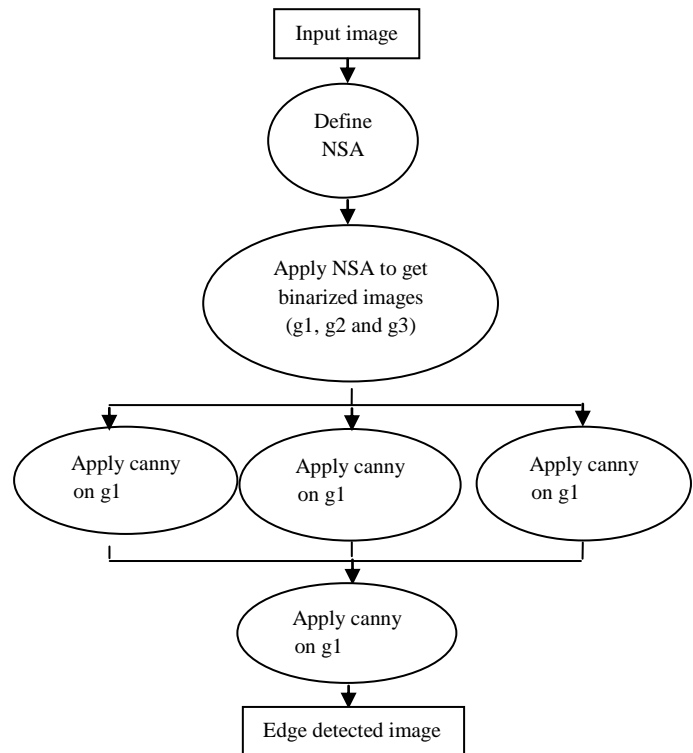 Input image
Define
NSA
Apply NSA to get
binarized images
(g1, g2 and g3)
Apply canny
on g1
Apply canny
on g1
Apply canny
on g1
Apply canny
on g1
Edge detected image